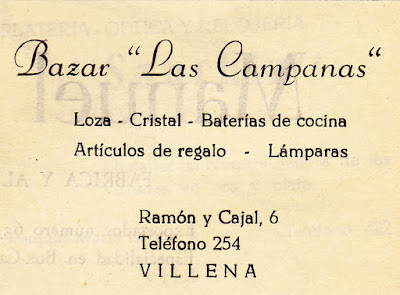 Bazar "Las Campanas"
Loza - Cristal - Baterías de cocina
Artículos de regalo - Lámparas
Ramón y Cajal, 6
Teléfono 254
VILLENA